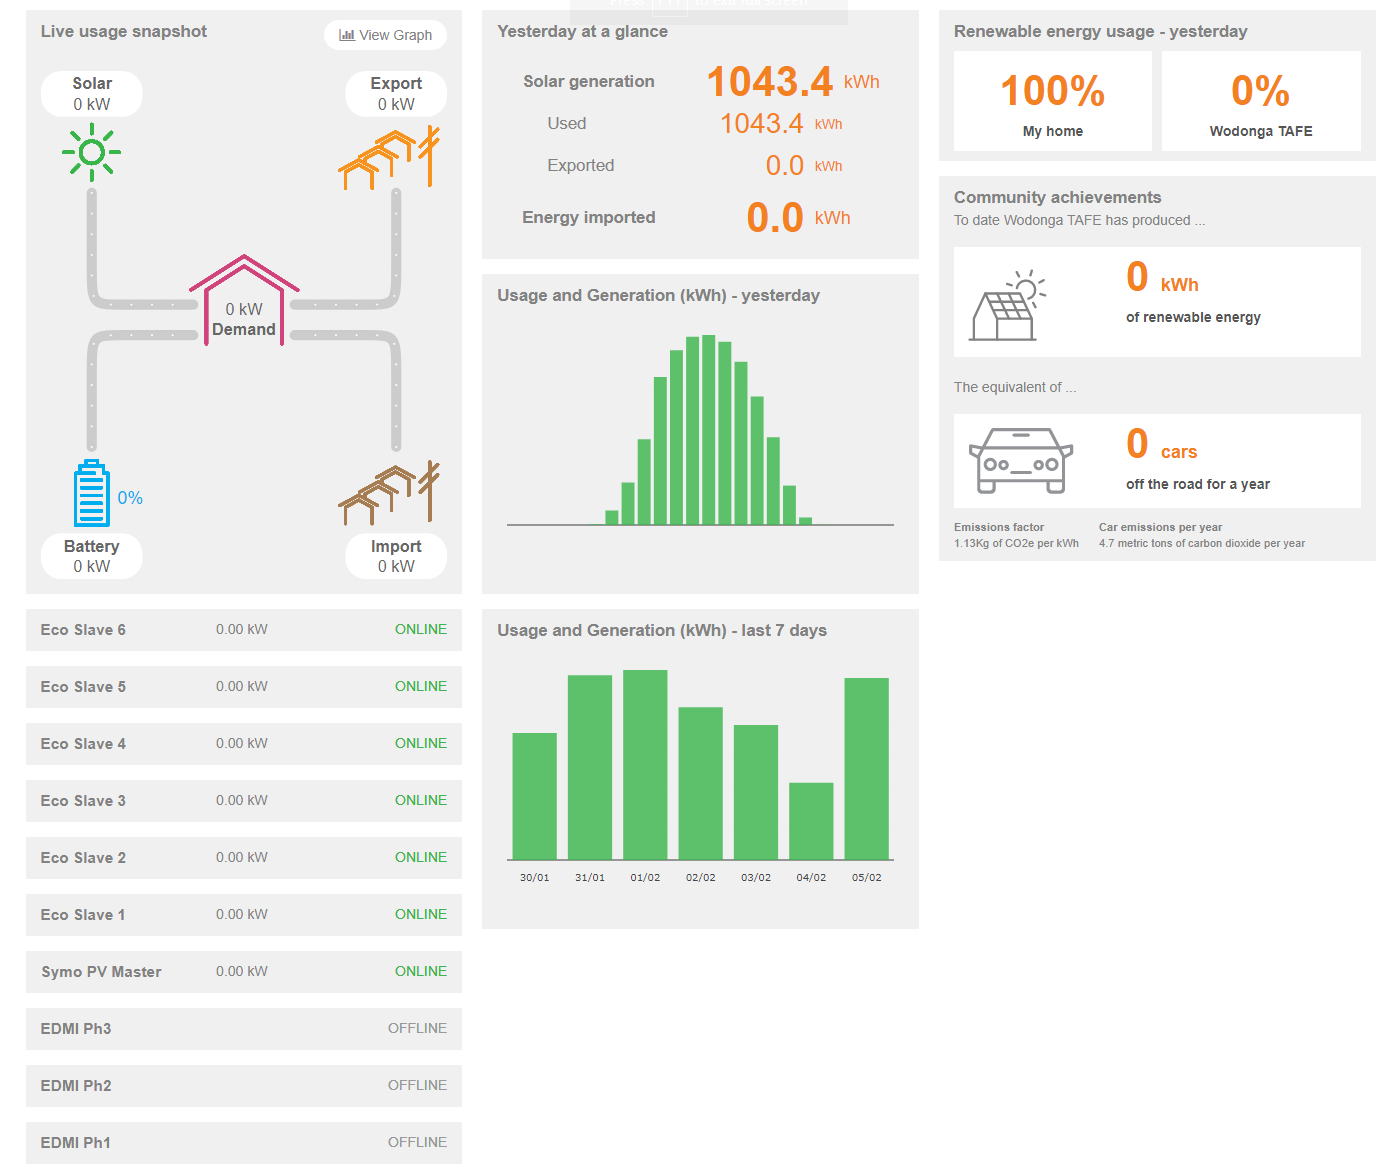 Press
to exit full screen
Live usage snapshot
View Graph
Solar
0 kW
Export
0 kW
0 kW
Demand
0%
Battery
0 kW
Import
0 kW
Eco Slave 6 0.00 kW ONLINE
Eco Slave 5 0.00 kW ONLINE
Eco Slave 4 0.00 kW ONLINE
Eco Slave 3 0.00 kW ONLINE
Eco Slave 2 0.00 kW ONLINE
Eco Slave 1 0.00 kW ONLINE
Symo PV Master 0.00 kW ONLINE
EDMI Ph3 OFFLINE
EDMI Ph2 OFFLINE
EDMI Ph1 OFFLINE
Yesterday at a glance
Solar generation 1043.4 kWh
Used 1043.4 kWh
Exported 0.0 kWh
Energy imported 0.0 kWh
Usage and Generation (kWh) - yesterday
Usage and Generation (kWh) - last 7 days
30/01 31/01 01/02 02/02 03/02 04/02 05/02
Renewable energy usage - yesterday
100%
My home
0%
Wodonga TAFE
Community achievements
To date Wodonga TAFE has produced ...
0 kWh
of renewable energy
The equivalent of ...
0 cars
off the road for a year
Emissions factor
1.13Kg of CO2e per kWh
Car emissions per year
4.7 metric tons of carbon dioxide per year